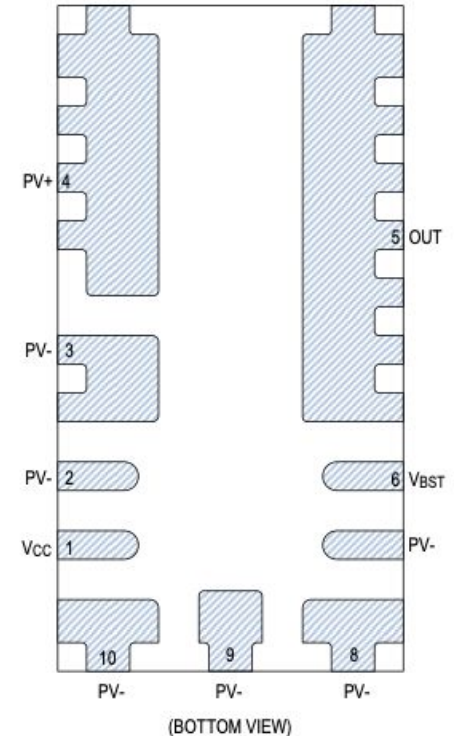 PV+ 4
5 OUT
PV- 3
PV- 2
6 VBST
VCC 1
PV-
10 9 8
PV- PV- PV-
(BOTTOM VIEW)